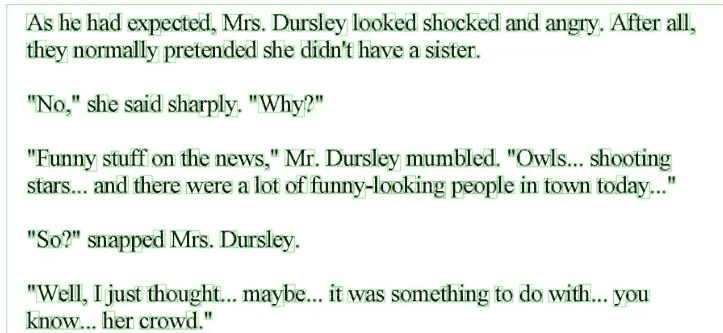 As he had expected, Mrs. Dursley looked shocked and angry. After all,
they normally pretended she didn't have a sister.
"No," she said sharply. "Why?"
"Funny stuff on the news," Mr. Dursley mumbled. "Owls... shooting
stars... and there were a lot of funny-looking people in town today..."
"So?" snapped Mrs. Dursley.
"Well, I just thought... maybe... it was something to do with... you
know... her crowd."